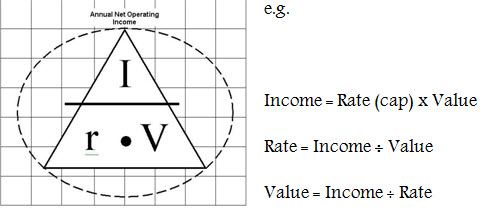 Annual Net Operating
Income
I
r • V
e.g.
Income = Rate (cap) x Value
Rate = Income ÷ Value
Value = Income ÷ Rate